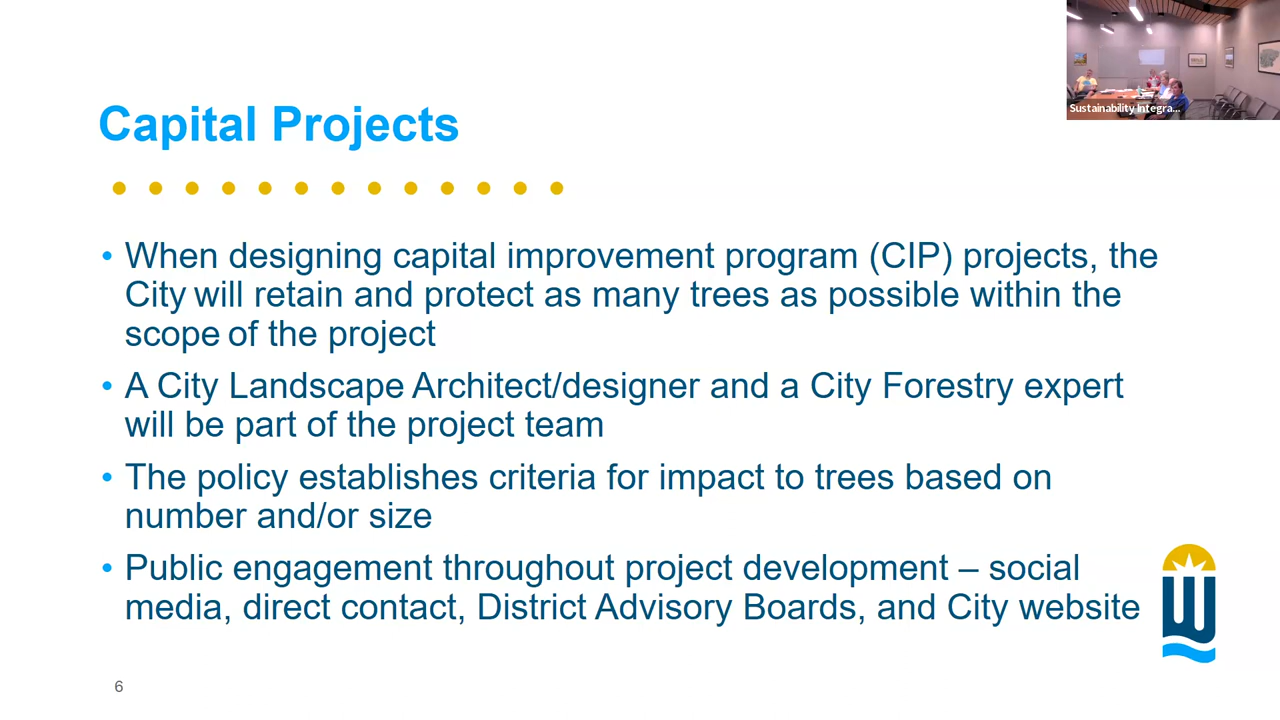 Sustainability Integra...
Capital Projects
• When designing capital improvement program (CIP) projects, the
City will retain and protect as many trees as possible within the
scope of the project
• A City Landscape Architect/designer and a City Forestry expert
will be part of the project team
• The policy establishes criteria for impact to trees based on
number and/or size
• Public engagement throughout project development – social
media, direct contact, District Advisory Boards, and City website
6